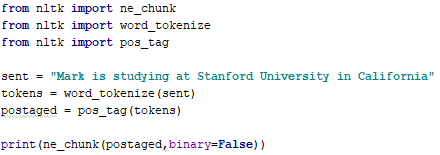 from nltk import ne_chunk
from nltk import word_tokenize
from nltk import pos_tag
sent = "Mark is studying at Stanford University in California"
tokens = word_tokenize(sent)
postaged = pos_tag(tokens)
print(ne_chunk(postaged,binary=False))